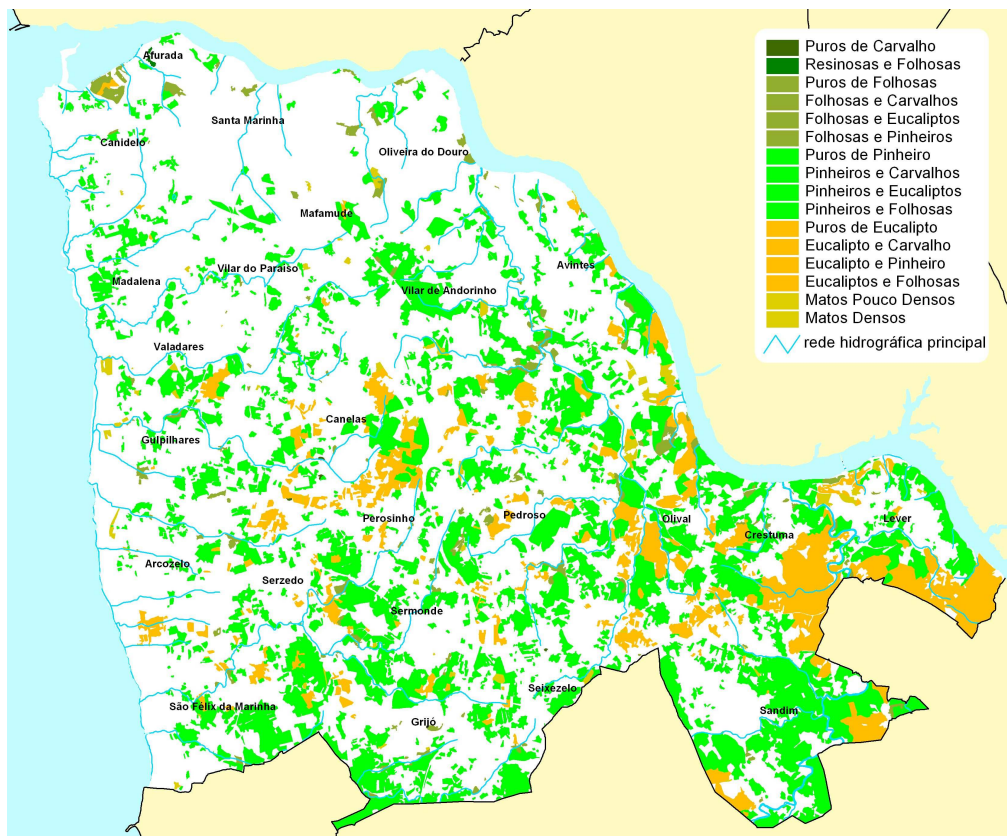 Afurada
Santa Marinha
Canidelo
Oliveira do Douro
Mafamude
Vilar do Paraíso
Avintes
Madalena
Vilar de Andorinho
Valadares
Canelas
Gulpilhares
Perosinho
Pedroso
Olival
Lever
Crestuma
Arcozelo
Serzedo
Sermonde
Seixezelo
São Félix da Marinha
Sandim
Grijó
Puros de Carvalho
Resinosas e Folhosas
Puros de Folhosas
Folhosas e Carvalhos
Folhosas e Eucaliptos
Folhosas e Pinheiros
Puros de Pinheiro
Pinheiros e Carvalhos
Pinheiros e Eucaliptos
Pinheiros e Folhosas
Puros de Eucalipto
Eucalipto e Carvalho
Eucalipto e Pinheiro
Eucaliptos e Folhosas
Matos Pouco Densos
Matos Densos
rede hidrográfica principal